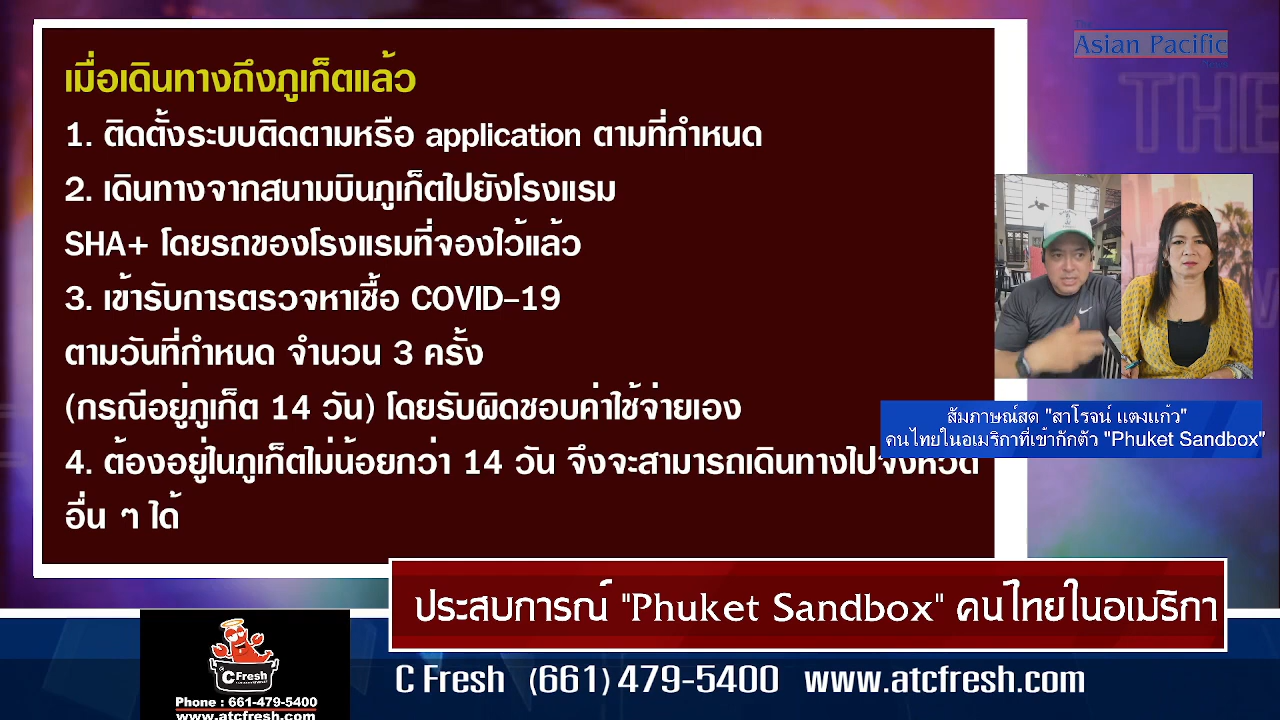 The
Asian Pacific
เมื่อเดินทางถึงภูเก็ตแล้ว
1. ติดตั้งระบบติดตามหรือ application ตามที่กำหนด
2. เดินทางจากสนามบินภูเก็ตไปยังโรงแรม
SHA+ โดยรถของโรงแรมที่จองไว้แล้ว
3. เข้ารับการตรวจหาเชื้อ COVID-19
ตามวันที่กำหนด จำนวน 3 ครั้ง
(กรณีอยู่ภูเก็ต 14 วัน) โดยรับผิดชอบค่าใช้จ่ายเอง
4. ต้องอยู่ในภูเก็ตไม่น้อยกว่า 14 วัน จึงจะสามารถเดินทางไปจังหวัด
อื่น ๆ ได้
THE
สัมภาษณ์สด "สาโรจน์ แตงแก้ว"
คนไทยในอเมริกาที่เข้ากักตัว "Phuket Sandbox"
ประสบการณ์ "Phuket Sandbox" คนไทยในอเมริกา
C Fresh
Phone : 661-479-5400
www.atcfresh.com
C Fresh (661) 479-5400 www.atcfresh.com